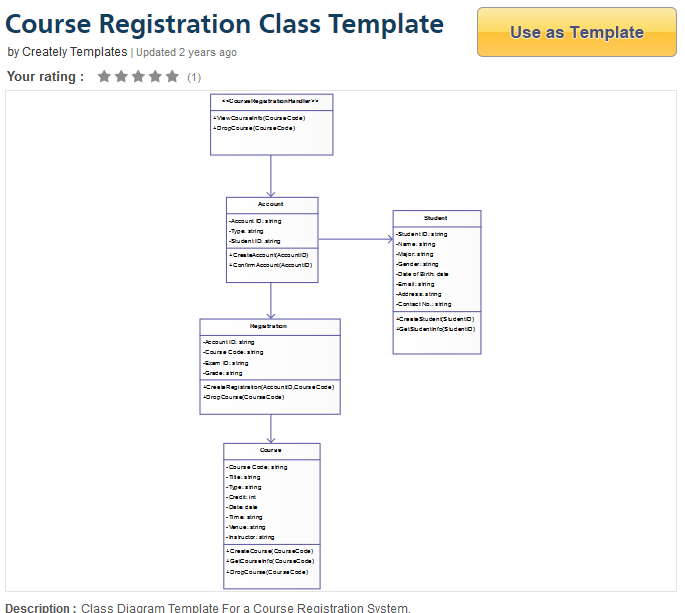 Course Registration Class Template
Use as Template
by Creately Templates | Updated 2 years ago
Your rating : (1)
<<CourseRegistrationHandler>>
+ViewCourseInfo(CourseCode)
+DropCourse(CourseCode)
Account
-Account ID: string
-Type: string
-Student ID: string
+CreateAccount(AccountID)
+ConfirmAccount(AccountID)
Student
-Student ID: string
-Name: string
-Major: string
-Gender: string
-Date of Birth: date
-Email: string
-Address: string
-Contact No.: string
+CreateStudent(StudentID)
+GetStudentInfo(StudentID)
Registration
-Account ID: string
-Course Code: string
-Exam ID: string
-Grade: string
+CreateRegistration(AccountID,CourseCode)
+DropCourse(CourseCode)
Course
-Course Code: string
-Title: string
-Type: string
-Credit: int
-Date: date
-Time: string
-Venue: string
-Instructor: string
+CreateCourse(CourseCode)
+GetCourseInfo(CourseCode)
+DropCourse(CourseCode)
Description : Class Diagram Template For a Course Registration System.